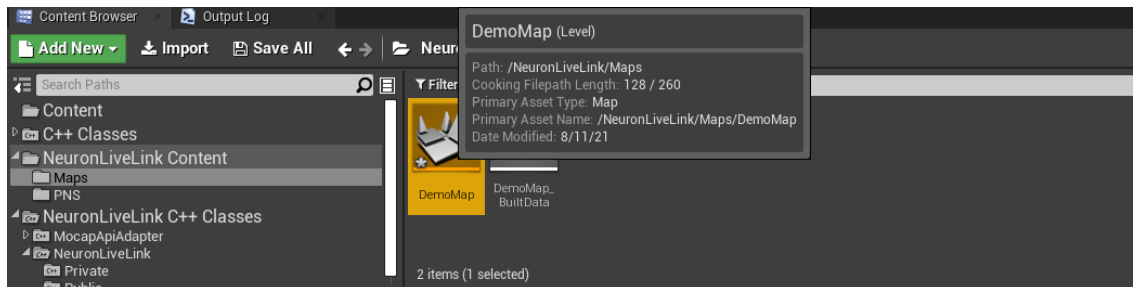 Content Browser
Output Log
Add New
Import
Save All
Neur
Search Paths
Content
C++ Classes
NeuronLiveLink Content
Maps
PNS
NeuronLiveLink C++ Classes
MocapApiAdapter
NeuronLiveLink
Private
Public
Filter
DemoMap (Level)
Path: /NeuronLiveLink/Maps
Cooking Filepath Length: 128 / 260
Primary Asset Type: Map
Primary Asset Name: /NeuronLiveLink/Maps/DemoMap
Date Modified: 8/11/21
DemoMap
DemoMap_
BuiltData
2 items (1 selected)